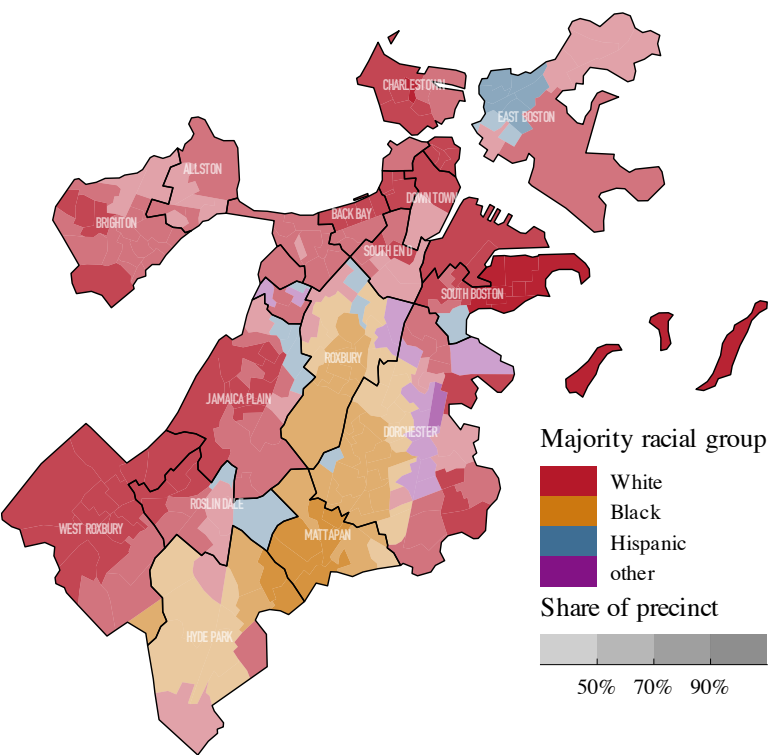 CHARLESTOWN
EAST BOSTON
ALLSTON
DOWNTOWN
BACK BAY
BRIGHTON
SOUTH END
SOUTH BOSTON
ROXBURY
JAMAICA PLAIN
DORCHESTER
ROSLINDALE
WEST ROXBURY
MATTAPAN
HYDE PARK
Majority racial group
White
Black
Hispanic
other
Share of precinct
50% 70% 90%